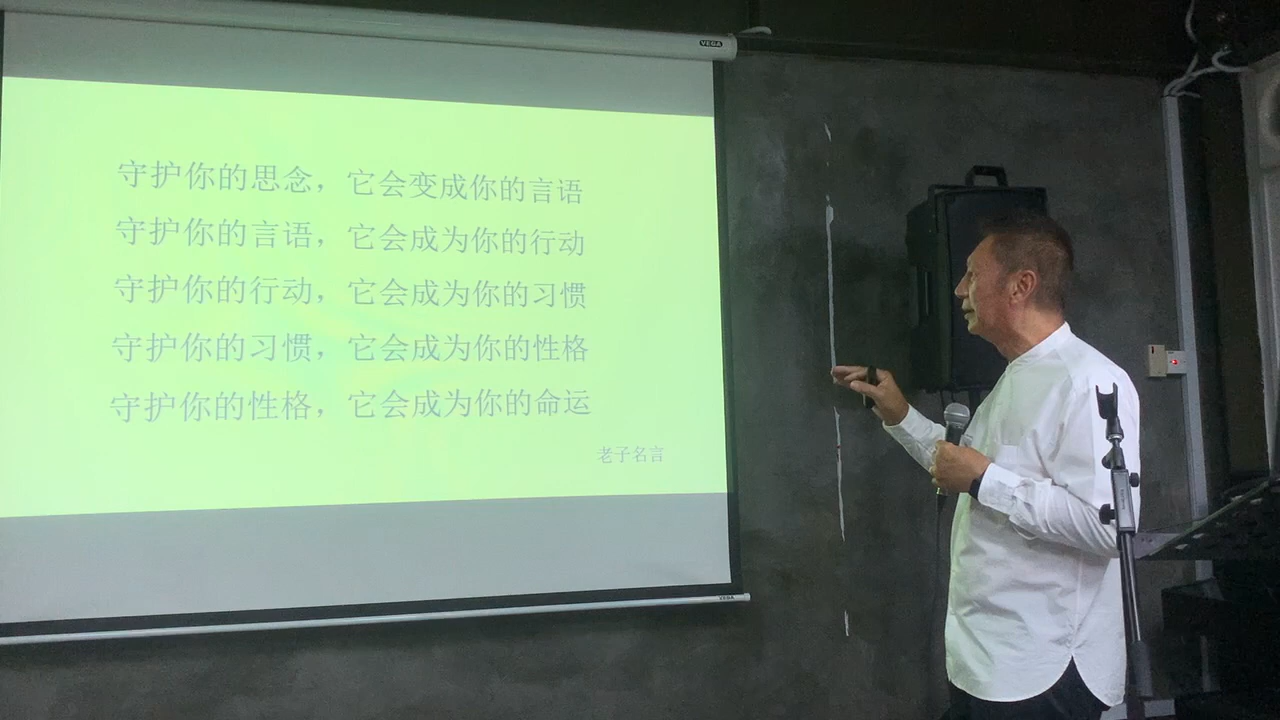 VEGA
守护你的思念，它会变成你的言语
守护你的言语，它会成为你的行动
守护你的行动，它会成为你的习惯
守护你的习惯，它会成为你的性格
守护你的性格，它会成为你的命运
老子名言
VEGA